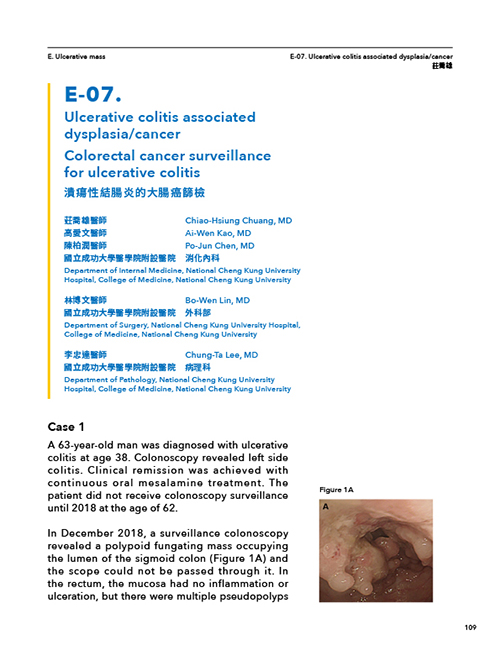 E. Ulcerative mass
E-07. Ulcerative colitis associated dysplasia/cancer
莊喬雄
E-07.
Ulcerative colitis associated
dysplasia/cancer
Colorectal cancer surveillance
for ulcerative colitis
潰瘍性結腸炎的大腸癌篩檢
莊喬雄醫師 Chiao-Hsiung Chuang, MD
高愛文醫師 Ai-Wen Kao, MD
陳柏潤醫師 Po-Jun Chen, MD
國立成功大學醫學院附設醫院 消化內科
Department of Internal Medicine, National Cheng Kung University
Hospital, College of Medicine, National Cheng Kung University
林博文醫師 Bo-Wen Lin, MD
國立成功大學醫學院附設醫院 外科部
Department of Surgery, National Cheng Kung University Hospital,
College of Medicine, National Cheng Kung University
李忠達醫師 Chung-Ta Lee, MD
國立成功大學醫學院附設醫院 病理科
Department of Pathology, National Cheng Kung University
Hospital, College of Medicine, National Cheng Kung University
Case 1
A 63-year-old man was diagnosed with ulcerative
colitis at age 38. Colonoscopy revealed left side
colitis. Clinical remission was achieved with
continuous oral mesalamine treatment. The
patient did not receive colonoscopy surveillance
until 2018 at the age of 62.
In December 2018, a surveillance colonoscopy
revealed a polypoid fungating mass occupying
the lumen of the sigmoid colon (Figure 1A) and
the scope could not be passed through it. In
the rectum, the mucosa had no inflammation or
ulceration, but there were multiple pseudopolyps
Figure 1A
A
109